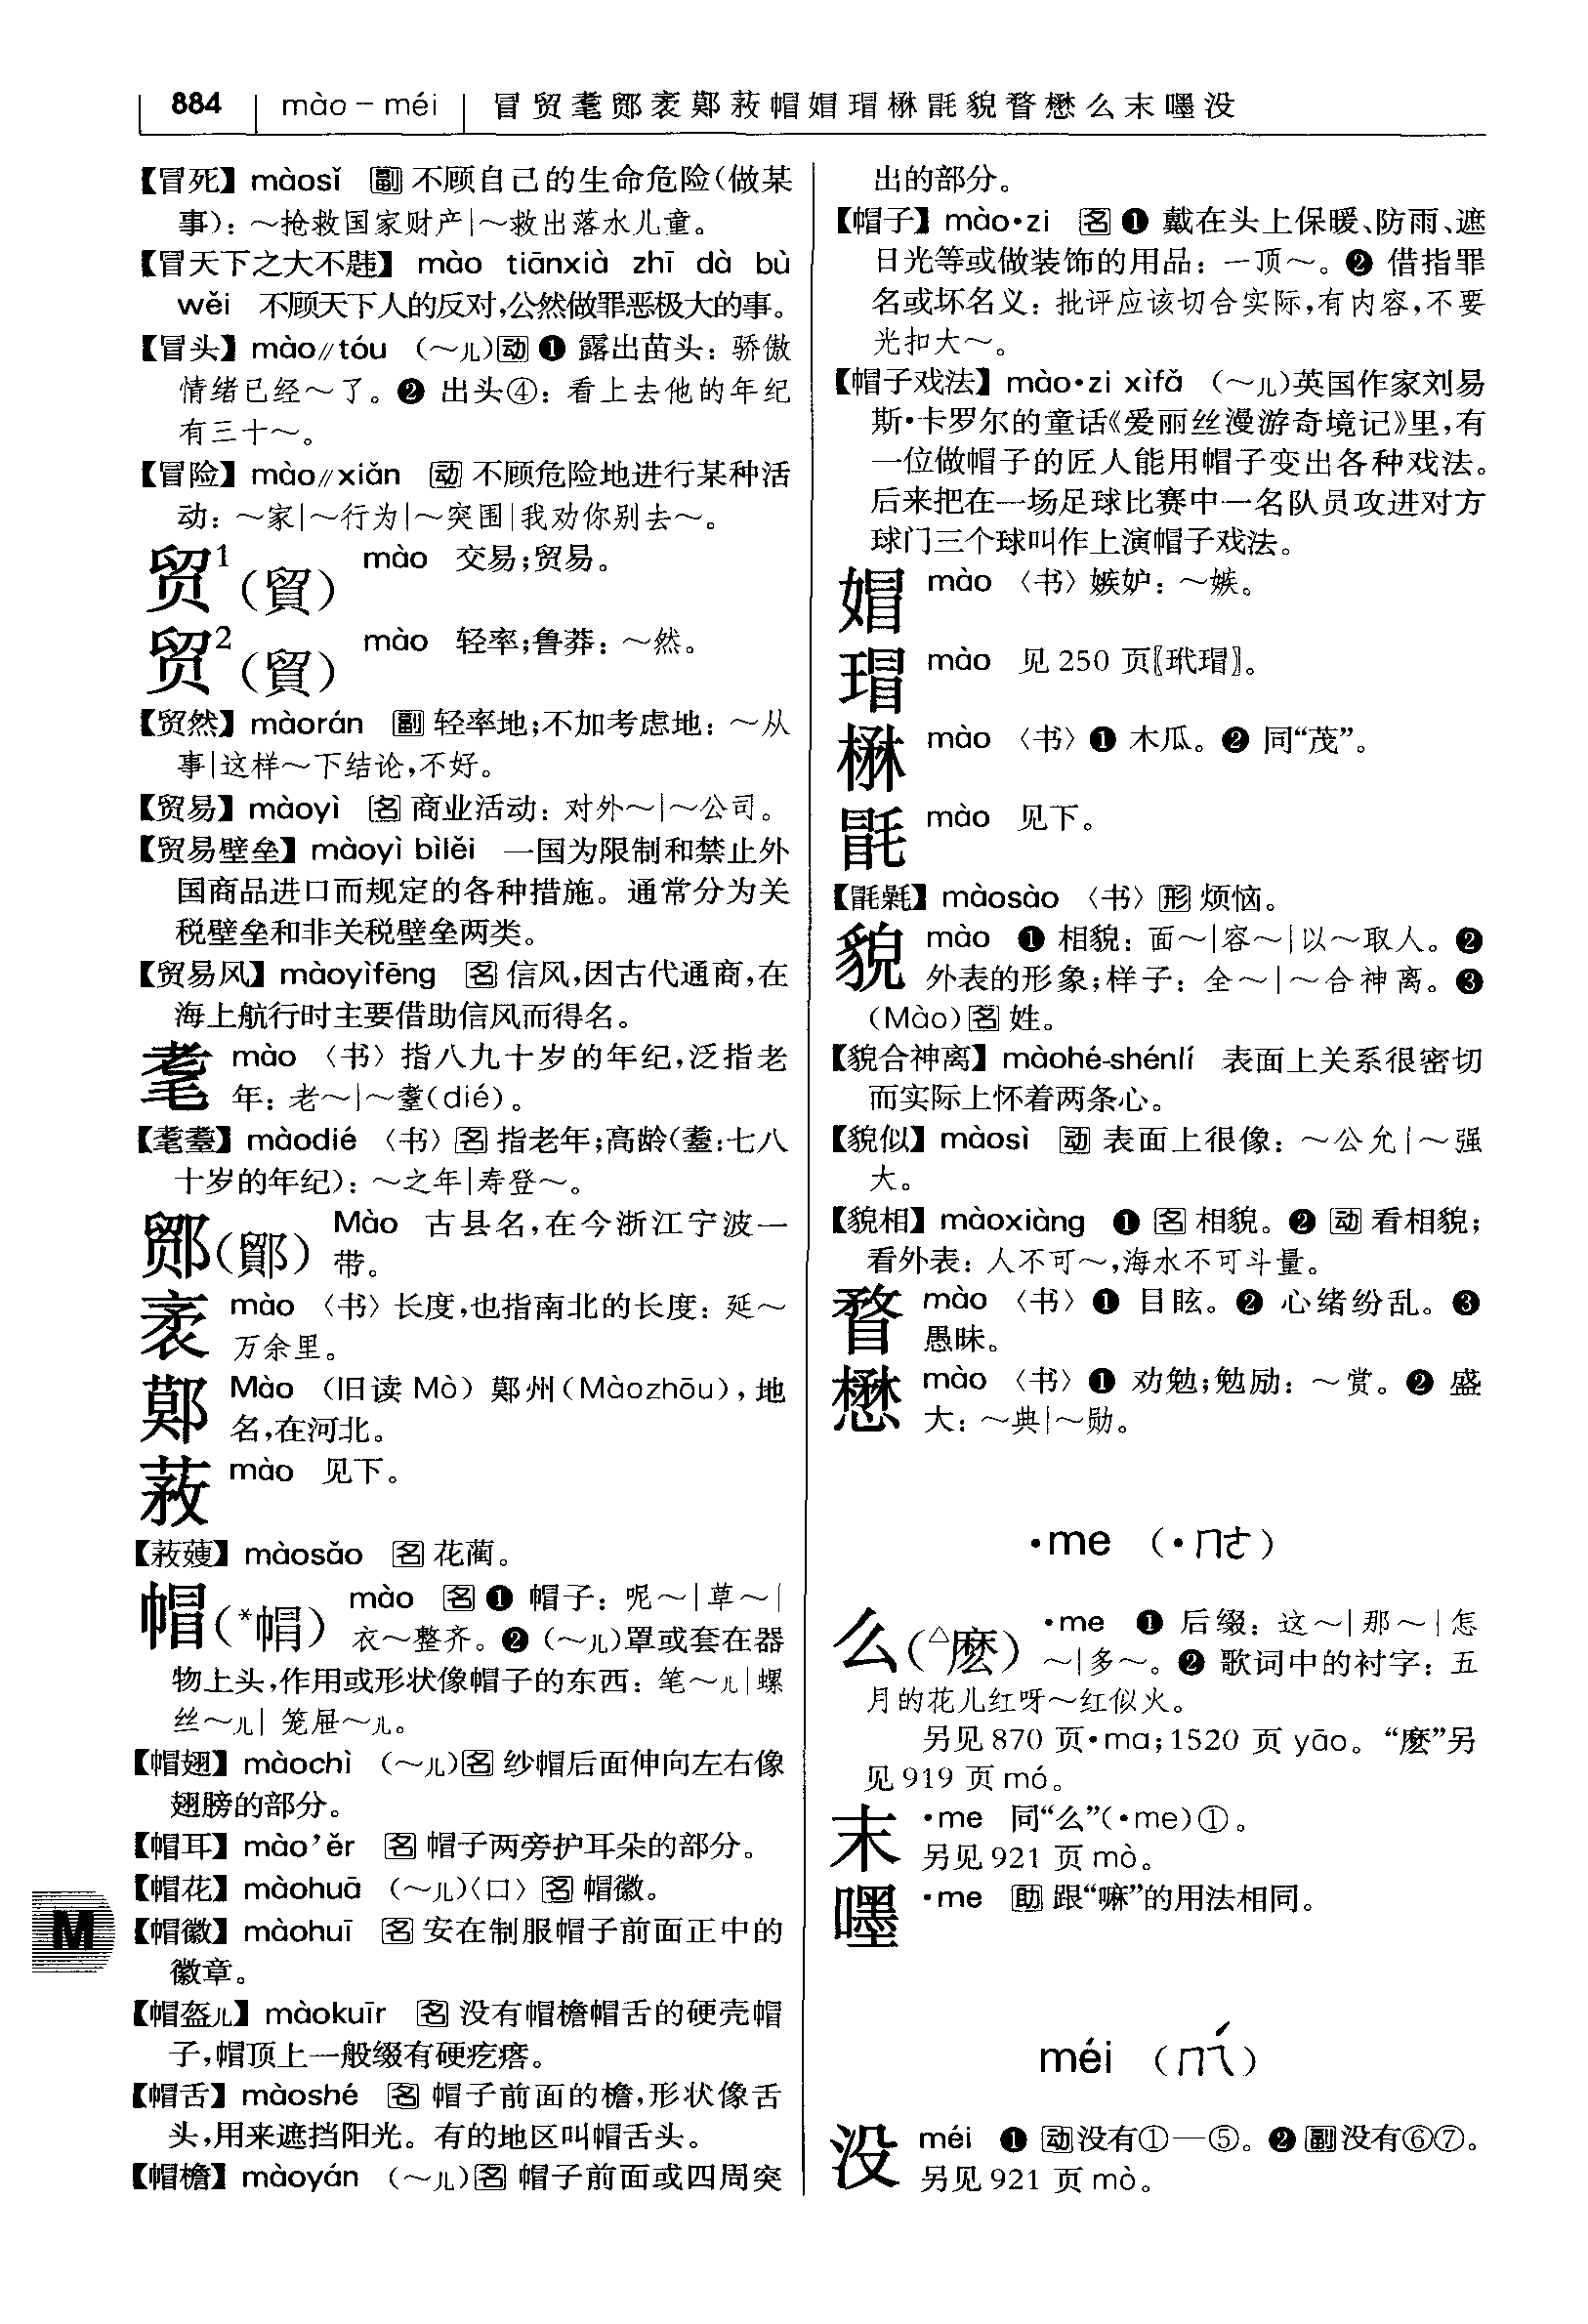 884 mào－méi 冒贸耄鄮袤鄚萺帽媢瑁楙毷貌瞀懋么末嚜没
【冒死】màosǐ 副 不顾自己的生命危险（做某
事）：～抢救国家财产|～救出落水儿童。
【冒天下之大不韪】 mào tiānxià zhī dà bù
wěi 不顾天下人的反对，公然做罪恶极大的事。
【冒头】mào∥tóu （～儿）动 ❶ 露出苗头：骄傲
情绪已经～了。❷ 出头④：看上去他的年纪
有三十～。
【冒险】mào∥xiǎn 动 不顾危险地进行某种活
动：～家|～行为|～突围|我劝你别去～。
贸1（貿） mào 交易；贸易。
贸2（貿） mào 轻率；鲁莽：～然。
【贸然】màorán 副 轻率地；不加考虑地：～从
事|这样～下结论，不好。
【贸易】màoyì 名 商业活动：对外～|～公司。
【贸易壁垒】màoyì bìlěi 一国为限制和禁止外
国商品进口而规定的各种措施。通常分为关
税壁垒和非关税壁垒两类。
【贸易风】màoyìfēng 名 信风，因古代通商，在
海上航行时主要借助信风而得名。
耄 mào 〈书〉指八九十岁的年纪，泛指老
年：老～|～耋（dié）。
【耄耋】màodié 〈书〉名 指老年；高龄（耋：七八
十岁的年纪）：～之年|寿登～。
鄮（鄮） Mào 古县名，在今浙江宁波一
带。
袤 mào 〈书〉长度，也指南北的长度：延～
万余里。
鄚 Mào （旧读 Mò）鄚州（Màozhōu），地
名，在河北。
 mào 见下。
 màosǎo 名 花蔺。
帽（*帽） mào 名 ❶ 帽子：呢～|草～|
衣～整齐。❷（～儿）罩或套在器
物上头，作用或形状像帽子的东西：笔～儿|螺
丝～儿| 笼屉～儿。
【帽翅】màochì （～儿）名 纱帽后面伸向左右像
翅膀的部分。
【帽耳】mào’ěr 名 帽子两旁护耳朵的部分。
【帽花】màohuā （～儿）〈口〉名 帽徽。
【帽徽】màohuī 名 安在制服帽子前面正中的
徽章。
【帽盔儿】màokuīr 名 没有帽檐帽舌的硬壳帽
子，帽顶上一般缀有硬疙瘩。
【帽舌】màoshé 名 帽子前面的檐，形状像舌
头，用来遮挡阳光。有的地区叫帽舌头。
【帽檐】màoyán （～儿）名 帽子前面或四周突
出的部分。
【帽子】mào·zi 名 ❶ 戴在头上保暖、防雨、遮
日光等或做装饰的用品：一顶～。❷ 借指罪
名或坏名义：批评应该切合实际，有内容，不要
光扣大～。
【帽子戏法】mào·zi xìfǎ （～儿）英国作家刘易
斯·卡罗尔的童话《爱丽丝漫游奇境记》里，有
一位做帽子的匠人能用帽子变出各种戏法。
后来把在一场足球比赛中一名队员攻进对方
球门三个球叫作上演帽子戏法。
媢 mào 〈书〉嫉妒：～嫉。
瑁 mào 见 250 页〖玳瑁〗。
楙 mào 〈书〉❶ 木瓜。❷ 同“茂”。
毷 mào 见下。
【毷氉】màosào 〈书〉形 烦恼。
貌 mào ❶ 相貌：面～|容～|以～取人。❷
外表的形象；样子：全～|～合神离。❸
（Mào）名 姓。
【貌合神离】màohé-shénlí 表面上关系很密切
而实际上怀着两条心。
【貌似】màosì 动 表面上很像：～公允|～强
大。
【貌相】màoxiàng ❶ 名 相貌。❷ 动 看相貌；
看外表：人不可～，海水不可斗量。
瞀 mào 〈书〉❶ 目眩。❷ 心绪纷乱。❸
愚昧。
懋 mào 〈书〉❶ 劝勉；勉励：～赏。❷ 盛
大：～典|～勋。
·me （·ㄇㄜ）
么（△麽） ·me ❶ 后缀：这～|那～|怎
～|多～。❷ 歌词中的衬字：五
月的花儿红呀～红似火。
另见 870 页·ma；1520 页 yāo。“麽”另
见 919 页 mó。
末 ·me 同“么”（·me）①。
另见 921 页 mò。
嚜 ·me 助 跟“嘛”的用法相同。
M
méi （ㄇㄟˊ）
没 méi ❶ 动 没有①—⑤。❷ 副 没有⑥⑦。
另见 921 页 mò。